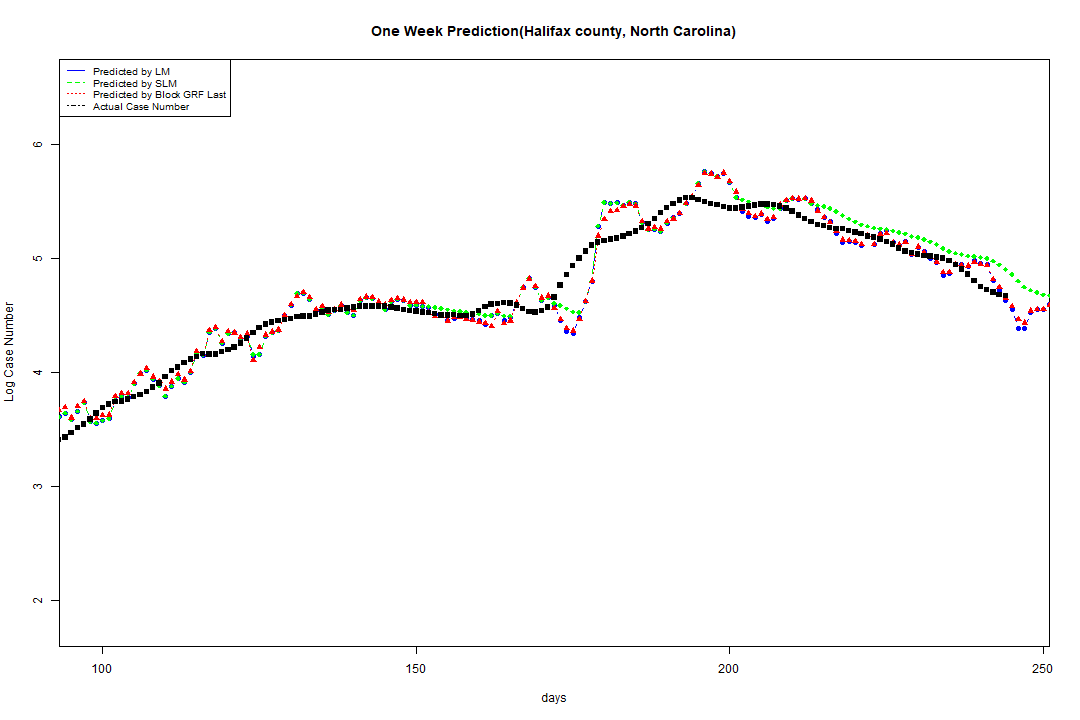 One Week Prediction(Halifax county, North Carolina)
Predicted by LM
Predicted by SLM
Predicted by Block GRF Last
Actual Case Number
6
5
4
3
2
Log Case Number
100 150 200 250
days